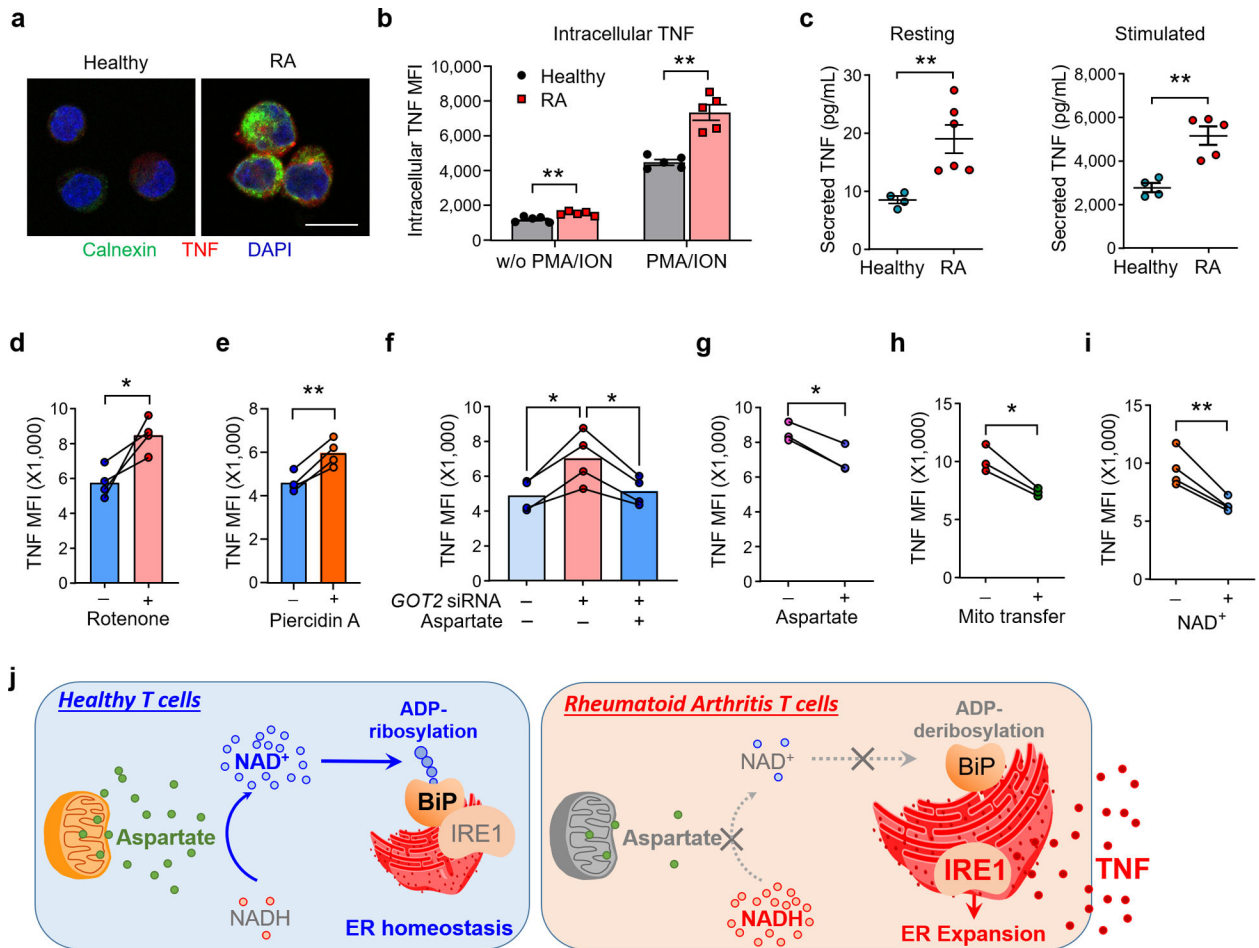 a
Healthy
RA
Calnexin TNF DAPI
b
Intracellular TNF
Intracellular TNF MFI
10,000
8,000
6,000
4,000
2,000
0
Healthy
RA
**
**
w/o PMA/ION
PMA/ION
c
Resting
Secreted TNF (pg/mL)
30
20
10
0
**
Healthy
RA
Stimulated
Secreted TNF (pg/mL)
8,000
6,000
4,000
2,000
0
**
Healthy
RA
d
TNF MFI (X1,000)
10
8
6
4
2
0
*
– +
Rotenone
e
TNF MFI (X1,000)
8
6
4
2
0
**
– +
Piercidin A
f
TNF MFI (X1,000)
10
8
6
4
2
0
*
*
GOT2 siRNA – + +
Aspartate – – +
g
TNF MFI (X1,000)
10
8
6
4
2
0
*
– +
Aspartate
h
TNF MFI (X1,000)
15
10
5
0
*
– +
Mito transfer
i
TNF MFI (X1,000)
15
10
5
0
**
– +
NAD+
j
Healthy T cells
ADP-
ribosylation
NAD+
BiP
Aspartate
IRE1
NADH
ER homeostasis
Rheumatoid Arthritis T cells
ADP-
deribosylation
NAD+
BiP
Aspartate
NADH
IRE1
TNF
ER Expansion